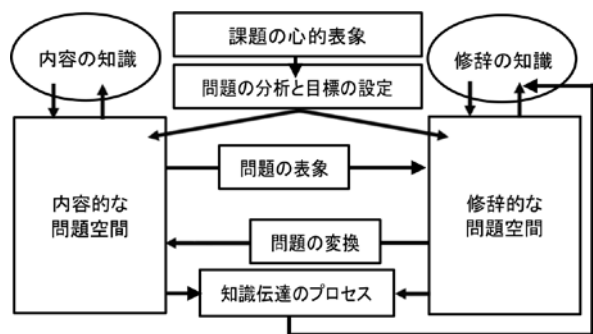 課題の心的表象
内容の知識
修辞の知識
問題の分析と目標の設定
内容的な
問題空間
問題の表象
修辞的な
問題空間
問題の変換
知識伝達のプロセス